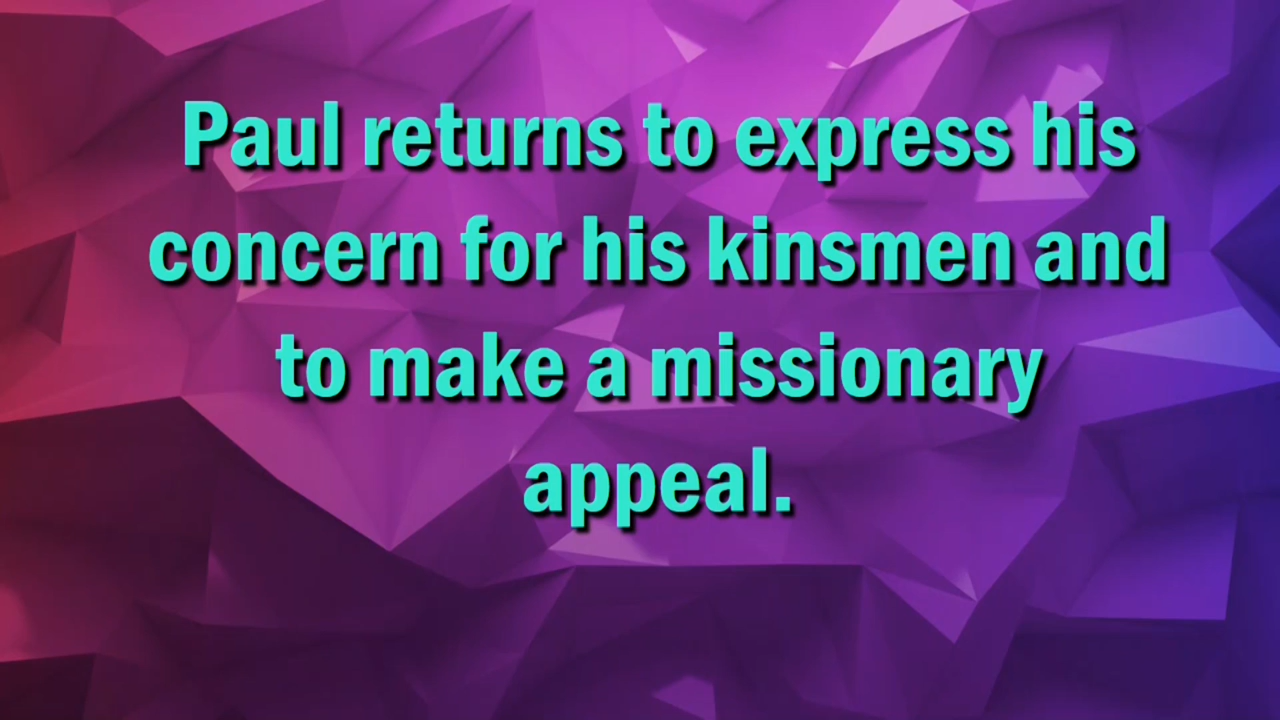 Paul returns to express his
concern for his kinsmen and
to make a missionary
appeal.